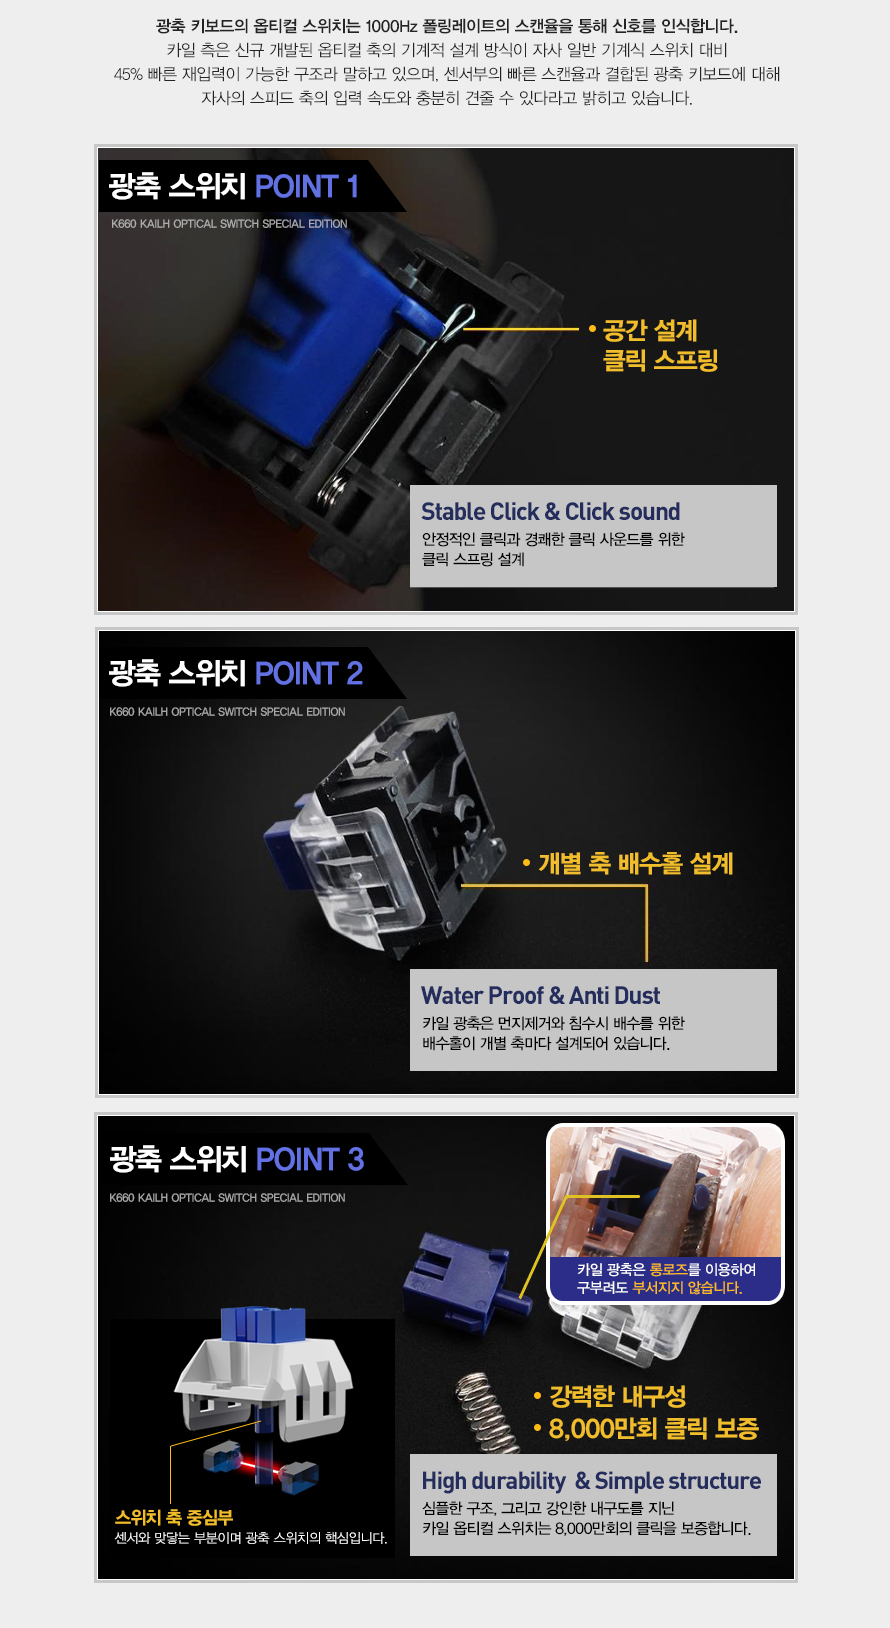 광축 키보드의 옵티컬 스위치는 1000Hz 폴링레이트의 스캔율을 통해 신호를 인식합니다.
카일 측은 신규 개발된 옵티컬 축의 기계적 설계 방식이 자사 일반 기계식 스위치 대비
45% 빠른 재입력이 가능한 구조라 말하고 있으며, 센서부의 빠른 스캔율과 결합된 광축 키보드에 대해
자사의 스피드 축의 입력 속도와 충분히 견줄 수 있다라고 밝히고 있습니다.
광축 스위치 POINT 1
K660 KAILH OPTICAL SWITCH SPECIAL EDITION
• 공간 설계
클릭 스프링
Stable Click & Click sound
안정적인 클릭과 경쾌한 클릭 사운드를 위한
클릭 스프링 설계
광축 스위치 POINT 2
K660 KAILH OPTICAL SWITCH SPECIAL EDITION
• 개별 축 배수홀 설계
Water Proof & Anti Dust
카일 광축은 먼지제거와 침수시 배수를 위한
배수홀이 개별 축마다 설계되어 있습니다.
광축 스위치 POINT 3
K660 KAILH OPTICAL SWITCH SPECIAL EDITION
카일 광축은 롱로즈를 이용하여
구부려도 부서지지 않습니다.
• 강력한 내구성
• 8,000만회 클릭 보증
High durability & Simple structure
심플한 구조, 그리고 강인한 내구도를 지닌
카일 옵티컬 스위치는 8,000만회의 클릭을 보증합니다.
스위치 축 중심부
센서와 맞닿는 부분이며 광축 스위치의 핵심입니다.